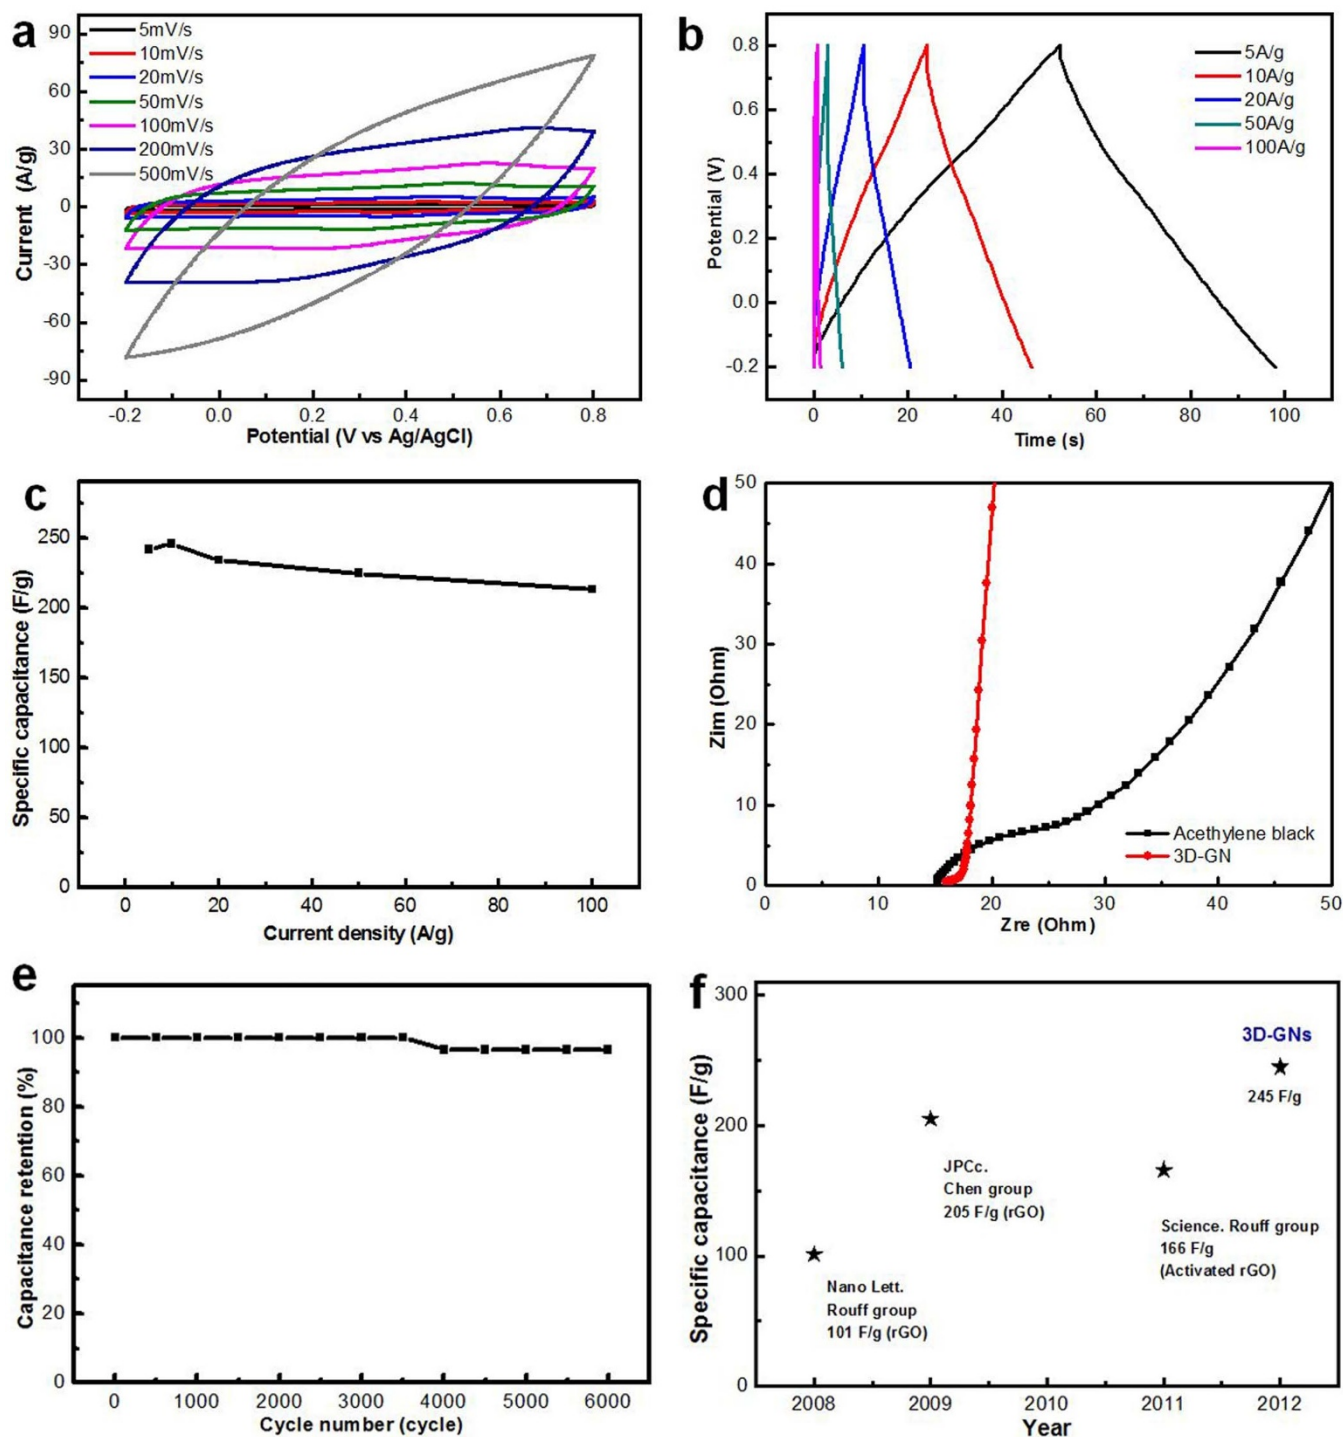 a
5mV/s
10mV/s
20mV/s
50mV/s
100mV/s
200mV/s
500mV/s
90
60
30
0
-30
-60
-90
Current (A/g)
-0.2 0.0 0.2 0.4 0.6 0.8
Potential (V vs Ag/AgCl)
b
5A/g
10A/g
20A/g
50A/g
100A/g
0.8
0.6
0.4
0.2
0.0
-0.2
Potential (V)
0 20 40 60 80 100
Time (s)
c
250
200
150
100
50
0
Specific capacitance (F/g)
0 20 40 60 80 100
Current density (A/g)
d
50
40
30
20
10
0
Zim (Ohm)
Acethylene black
3D-GN
0 10 20 30 40 50
Zre (Ohm)
e
100
80
60
40
20
0
Capacitance retention (%)
0 1000 2000 3000 4000 5000 6000
Cycle number (cycle)
f
300
200
100
0
Specific capacitance (F/g)
3D-GNs
245 F/g
JPCc.
Chen group
205 F/g (rGO)
Science. Rouff group
166 F/g
(Activated rGO)
Nano Lett.
Rouff group
101 F/g (rGO)
2008 2009 2010 2011 2012
Year